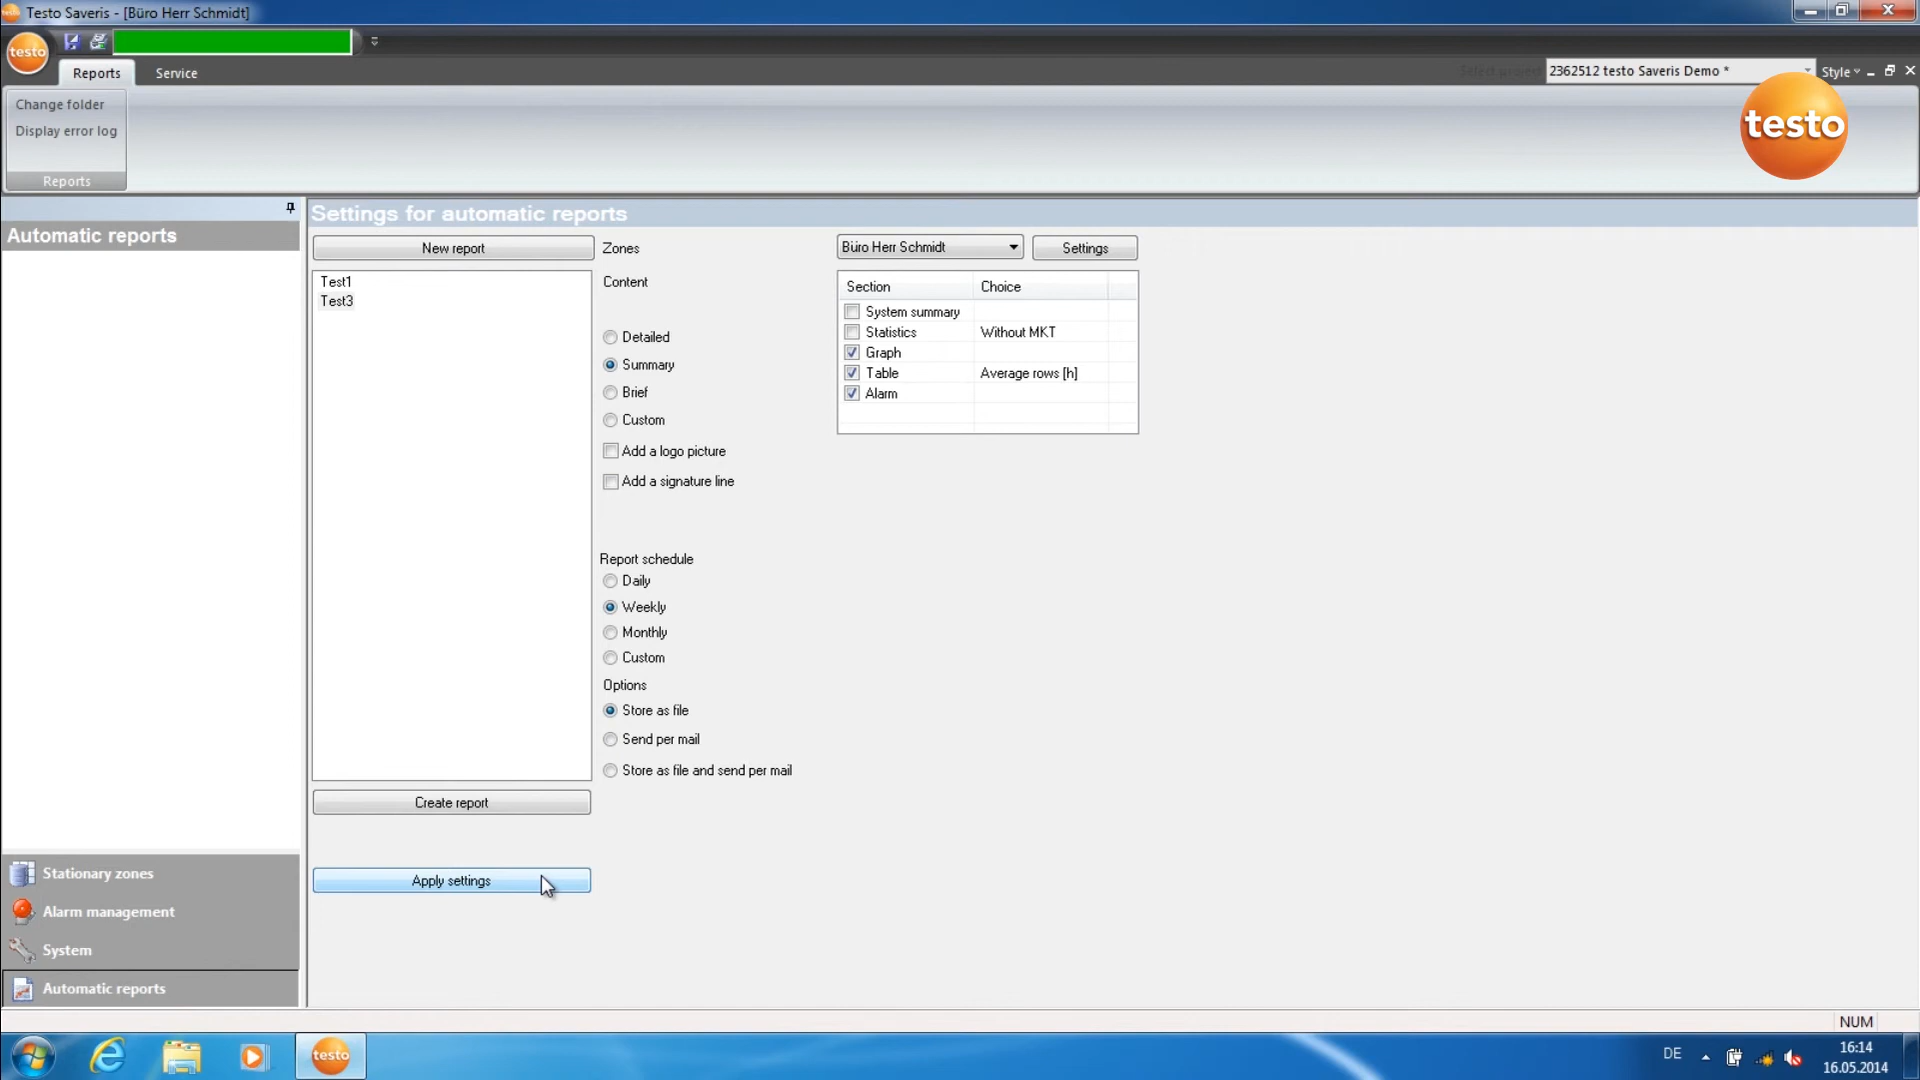 Testo Saveris - [Büro Herr Schmidt]
testo
Reports
Service
Select project
2362512 testo Saveris Demo *
Style
Change folder
Display error log
Reports
testo
Automatic reports
Settings for automatic reports
New report
Zones
Büro Herr Schmidt
Settings
Test1
Test3
Content
Section
Choice
System summary
Statistics
Without MKT
Graph
Table
Average rows [h]
Alarm
Detailed
Summary
Brief
Custom
Add a logo picture
Add a signature line
Report schedule
Daily
Weekly
Monthly
Custom
Options
Store as file
Send per mail
Store as file and send per mail
Create report
Apply settings
Stationary zones
Alarm management
System
Automatic reports
NUM
testo
DE
16:14
16.05.2014